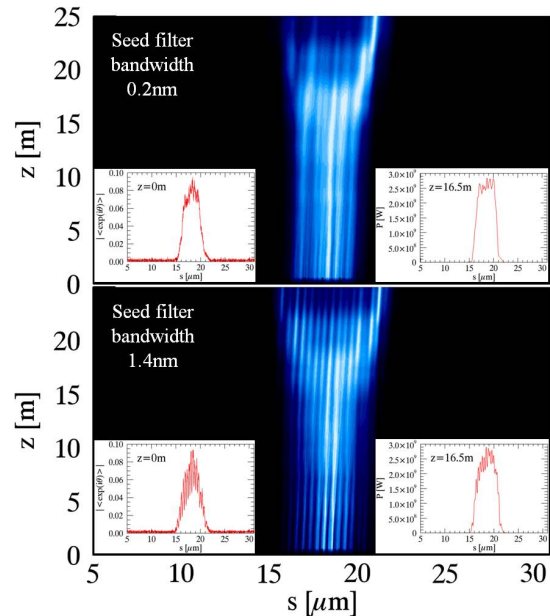 25
Seed filter
bandwidth
0.2nm
20
15
10
5
0
z [m]
0.10
0.08
0.06
0.04
0.02
0.00
z=0m
|<exp(iθ)>|
5 10 15 20 25 30
s [μm]
3.0×10⁹
2.5×10⁹
2.0×10⁹
1.5×10⁹
1.0×10⁹
5.0×10⁸
0
z=16.5m
P [W]
5 10 15 20 25 30
s [μm]
Seed filter
bandwidth
1.4nm
20
15
10
5
0
z [m]
0.10
0.08
0.06
0.04
0.02
0.00
z=0m
|<exp(iθ)>|
5 10 15 20 25 30
s [μm]
3.0×10⁹
2.5×10⁹
2.0×10⁹
1.5×10⁹
1.0×10⁹
5.0×10⁸
0
z=16.5m
P [W]
5 10 15 20 25 30
s [μm]
5 10 15 20 25 30
s [μm]